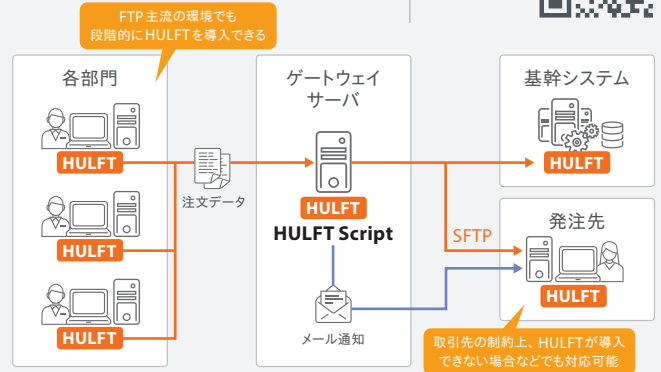 FTP主流の環境でも
段階的にHULFTを導入できる
各部門
HULFT
HULFT
HULFT
注文データ
ゲートウェイ
サーバ
HULFT
HULFT Script
メール通知
SFTP
基幹システム
HULFT
発注先
HULFT
取引先の制約上、HULFTが導入
できない場合などでも対応可能